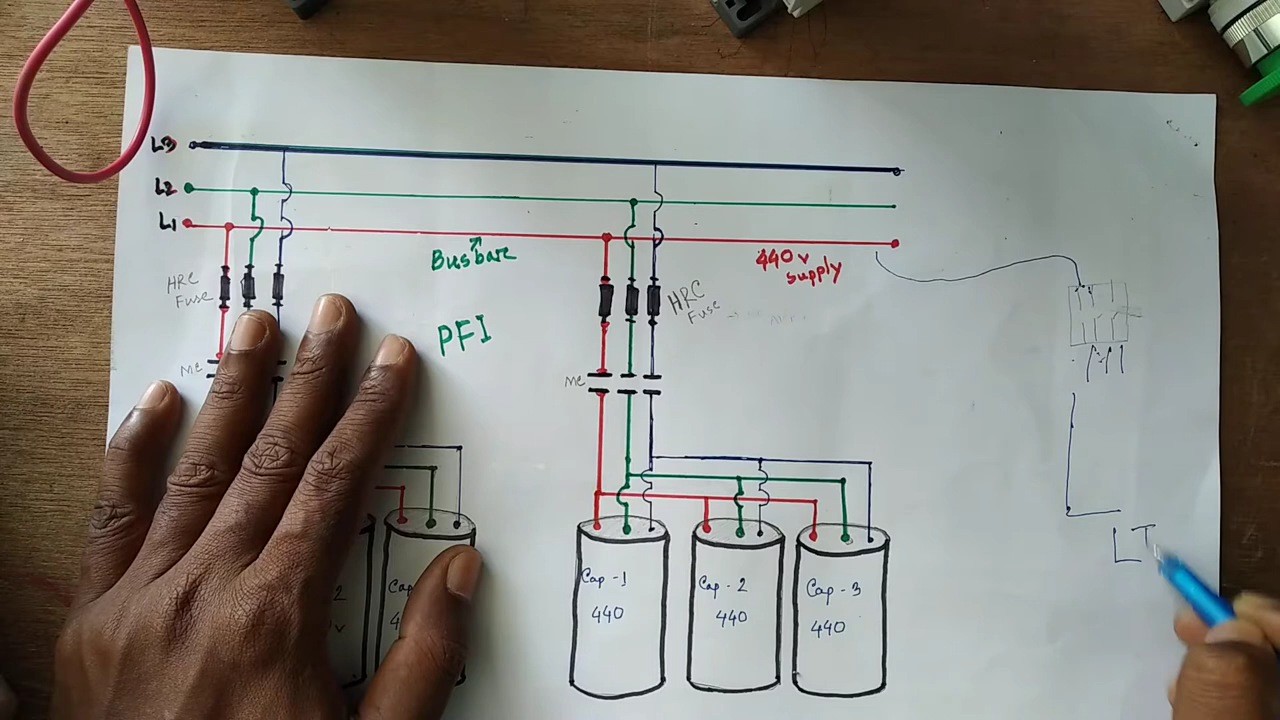 L3
L2
L1
Busbare
440v
supply
HRC
Fuse
HRC
Fuse
PFI
MC
MC
Cap-1
440
Cap-2
440
Cap-3
440
LT